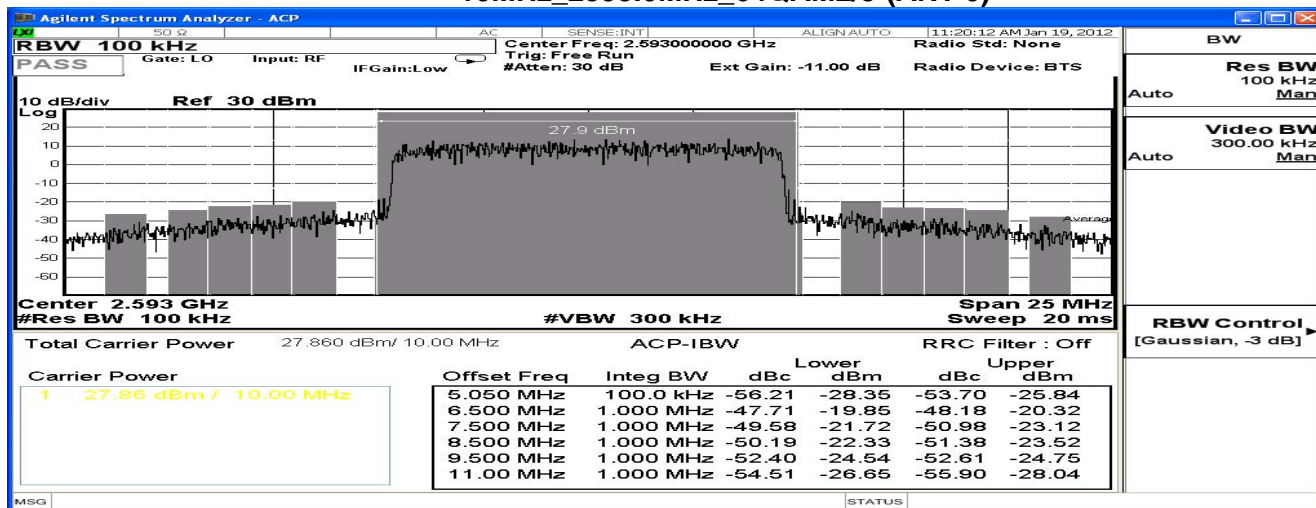 Agilent Spectrum Analyzer - ACP
LXI 50 Ω AC SENSE:INT ALIGN AUTO 11:20:12 AM Jan 19, 2012
RBW 100 kHz Center Freq: 2.593000000 GHz Radio Std: None
PASS Gate: LO Input: RF IFGain:Low Trig: Free Run
#Atten: 30 dB Ext Gain: -11.00 dB Radio Device: BTS
10 dB/div Ref 30 dBm
Log
27.9 dBm
20
10
0
-10
-20
-30
-40
-50
-60
Average
Center 2.593 GHz Span 25 MHz
#Res BW 100 kHz #VBW 300 kHz Sweep 20 ms
Total Carrier Power 27.860 dBm/ 10.00 MHz ACP-IBW RRC Filter : Off
Lower Upper
Carrier Power Offset Freq Integ BW dBc dBm dBc dBm
1 27.86 dBm / 10.00 MHz 5.050 MHz 100.0 kHz -56.21 -28.35 -53.70 -25.84
6.500 MHz 1.000 MHz -47.71 -19.85 -48.18 -20.32
7.500 MHz 1.000 MHz -49.58 -21.72 -50.98 -23.12
8.500 MHz 1.000 MHz -50.19 -22.33 -51.38 -23.52
9.500 MHz 1.000 MHz -52.40 -24.54 -52.61 -24.75
11.00 MHz 1.000 MHz -54.51 -26.65 -55.90 -28.04
MSG STATUS
BW
Res BW
100 kHz
Auto Man
Video BW
300.00 kHz
Auto Man
RBW Control
[Gaussian, -3 dB]